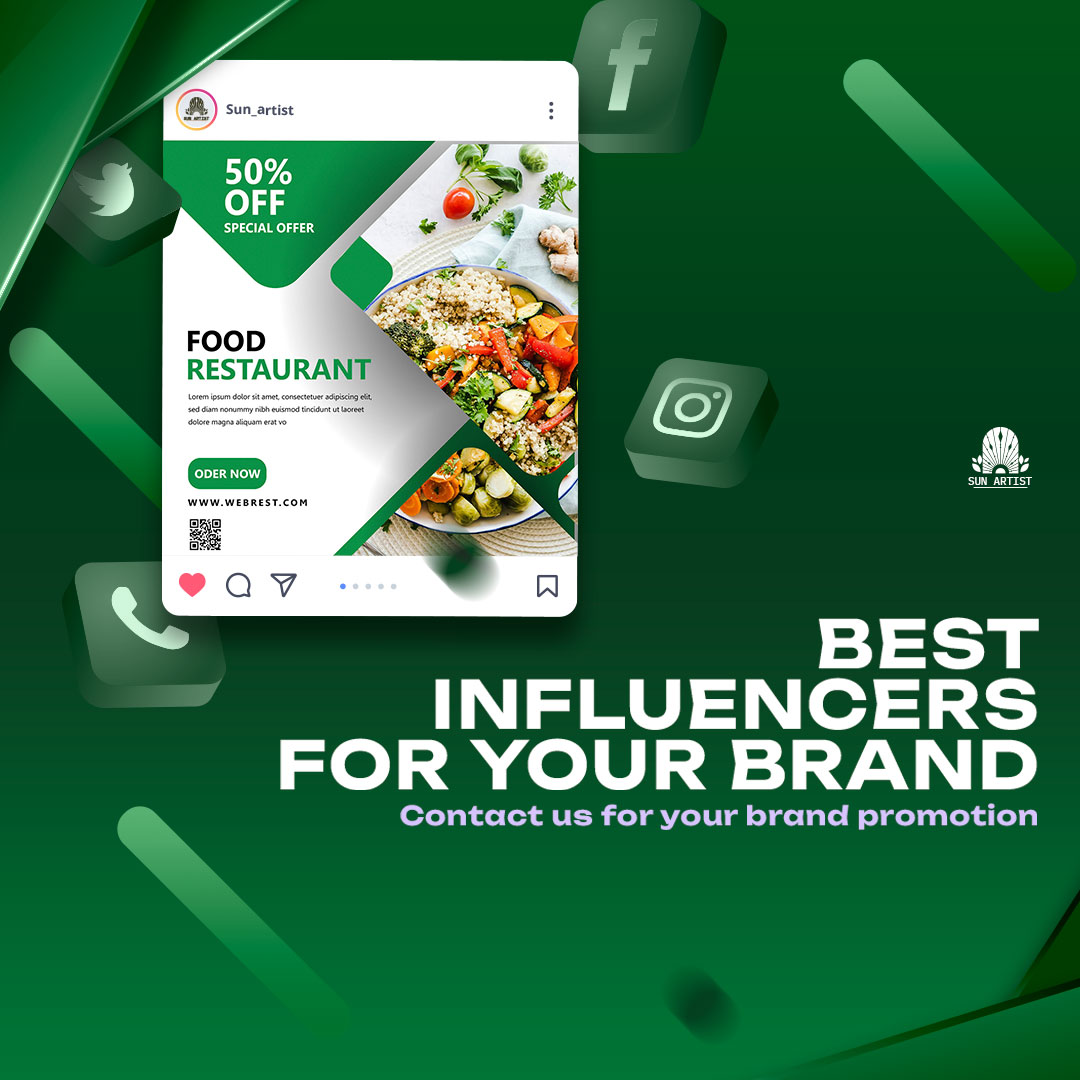 Sun_artist
50%
OFF
SPECIAL OFFER
FOOD
RESTAURANT
Lorem ipsum dolor sit amet, consectetuer adipiscing elit,
sed diam nonummy nibh euismod tincidunt ut laoreet
dolore magna aliquam erat vo
ODER NOW
WWW.WEBREST.COM
SUN ARTIST
BEST
INFLUENCERS
FOR YOUR BRAND
Contact us for your brand promotion